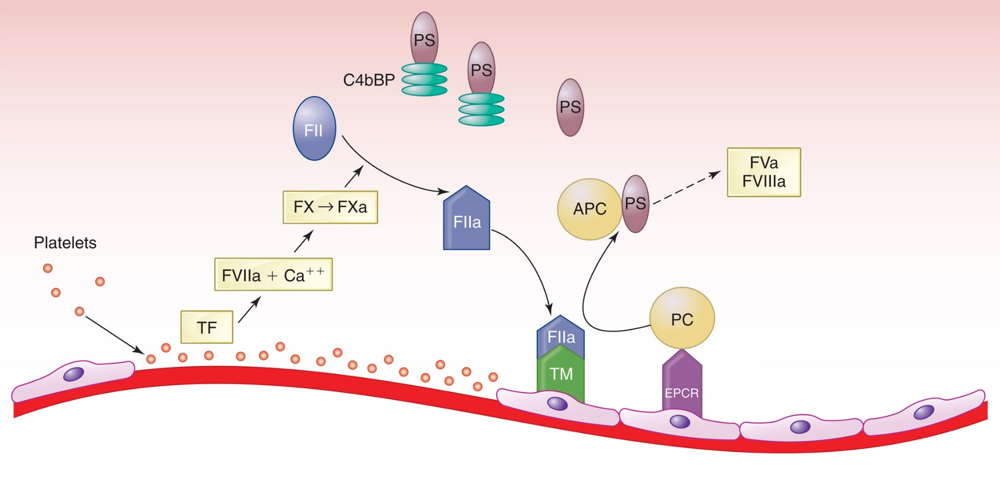 PS
PS
C4bBP
PS
FII
FVa
FVIIIa
FX → FXa
APC
PS
FIIa
Platelets
FVIIa + Ca++
TF
PC
FIIa
TM
EPCR